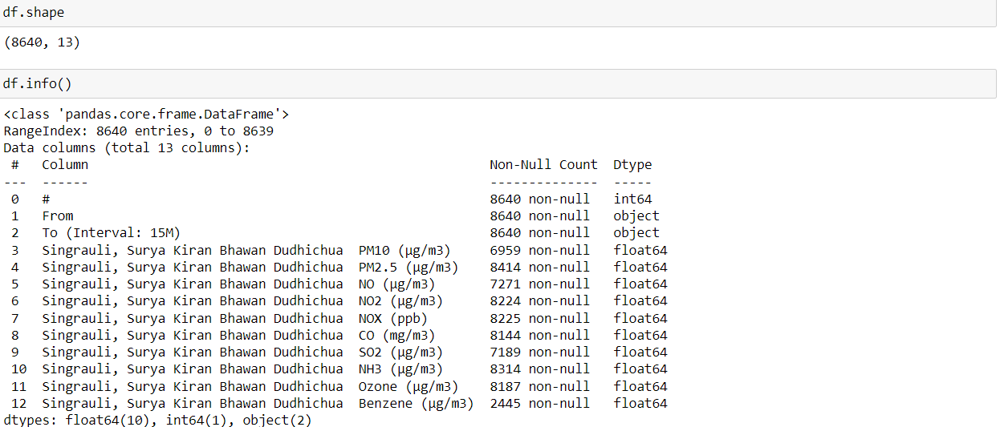 df.shape
(8640, 13)
df.info()
<class 'pandas.core.frame.DataFrame'>
RangeIndex: 8640 entries, 0 to 8639
Data columns (total 13 columns):
 #   Column                                                    Non-Null Count  Dtype
---  ------                                                    --------------  -----
 0   #                                                         8640 non-null   int64
 1   From                                                      8640 non-null   object
 2   To (Interval: 15M)                                        8640 non-null   object
 3   Singrauli, Surya Kiran Bhawan Dudhichua  PM10 (µg/m3)     6959 non-null   float64
 4   Singrauli, Surya Kiran Bhawan Dudhichua  PM2.5 (µg/m3)    8414 non-null   float64
 5   Singrauli, Surya Kiran Bhawan Dudhichua  NO (µg/m3)       7271 non-null   float64
 6   Singrauli, Surya Kiran Bhawan Dudhichua  NO2 (µg/m3)      8224 non-null   float64
 7   Singrauli, Surya Kiran Bhawan Dudhichua  NOX (ppb)        8225 non-null   float64
 8   Singrauli, Surya Kiran Bhawan Dudhichua  CO (mg/m3)       8144 non-null   float64
 9   Singrauli, Surya Kiran Bhawan Dudhichua  SO2 (µg/m3)      7189 non-null   float64
 10  Singrauli, Surya Kiran Bhawan Dudhichua  NH3 (µg/m3)      8314 non-null   float64
 11  Singrauli, Surya Kiran Bhawan Dudhichua  Ozone (µg/m3)    8187 non-null   float64
 12  Singrauli, Surya Kiran Bhawan Dudhichua  Benzene (µg/m3)  2445 non-null   float64
dtypes: float64(10), int64(1), object(2)